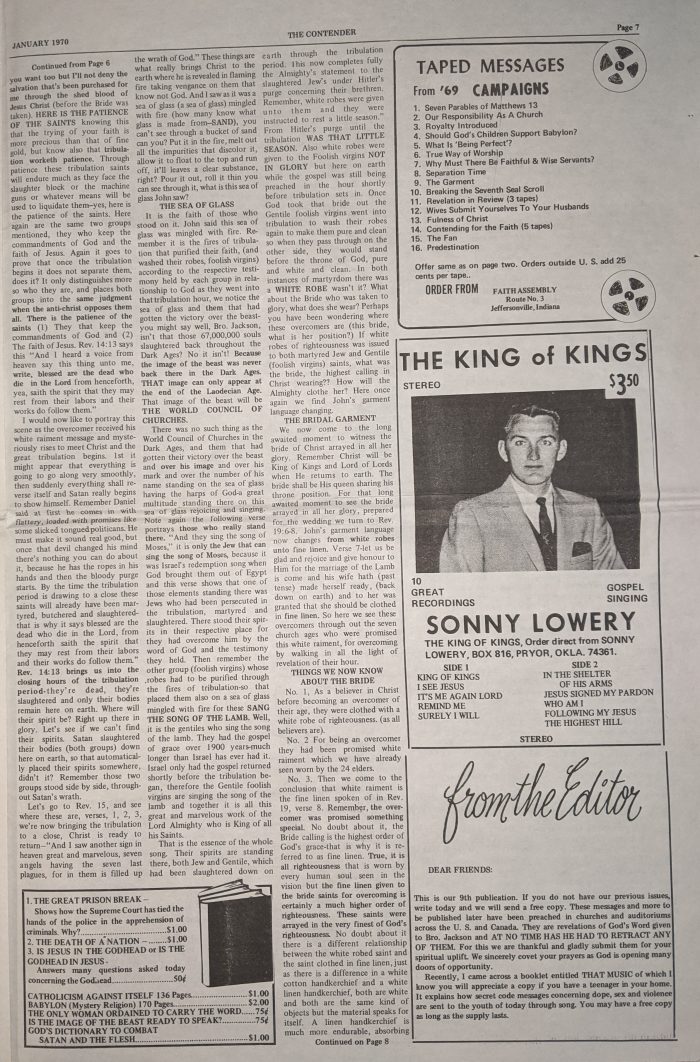 JANUARY 1970
THE CONTENDER
Page 7
Continued from Page 6
you want too but I'll not deny the
salvation that's been purchased for
me through the shed blood of
Jesus Christ (before the Bride was
taken). HERE IS THE PATIENCE
OF THE SAINTS knowing this
that the trying of your faith is
more precious than that of fine
gold, but know also that tribula-
tion worketh patience. Through
patience these tribulation saints
will endure much as they face the
slaughter block or the machine
guns or whatever means will be
used to liquidate them-yes, here is
the patience of the saints. Here
again are the same two groups
mentioned, they who keep the
commandments of God and the
faith of Jesus. Again it goes to
prove that once the tribulation
begins it does not separate them,
does it? It only distinguishes more
so who they are, and places both
groups into the same judgment
when the anti-christ opposes them
all. There is the patience of the
saints (1) They that keep the
commandments of God and (2)
The faith of Jesus. Rev. 14:13 says
this "And I heard a voice from
heaven say this thing unto me,
write, blessed are the dead who
die in the Lord from henceforth,
yea, saith the spirit that they may
rest from their labors and their
works do follow them."
I would now like to portray this
scene as the overcomer received his
white raiment message and myste-
riously rises to meet Christ and the
great tribulation begins. 1st it
might appear that everything is
going to go along very smoothly,
then suddenly everything shall re-
verse itself and Satan really begins
to show himself. Remember Daniel
said at first he comes in with
flattery, loaded with promises like
some slicked tongued politicans. He
must make it sound real good, but
once that devil changed his mind
there's nothing you can do about
it, because he has the ropes in his
hands and then the bloody purge
starts. By the time the tribulation
period is drawing to a close these
saints will already have been mar-
tyred, butchered and slaughtered-
that is why it says blessed are the
dead who die in the Lord, from
henceforth saith the spirit that
they may rest from their labors
and their works do follow them."
Rev. 14:13 brings us into the
closing hours of the tribulation
period-they're dead, they're
slaughtered and only their bodies
remain here on earth. Where will
their spirit be? Right up there in
glory. Let's see if we can't find
their spirits. Satan slaughtered
their bodies (both groups) down
here on earth, so that automatical-
ly placed their spirits somewhere,
didn't it? Remember those two
groups stood side by side, through-
out Satan's wrath.
Let's go to Rev. 15, and see
where these are, verses, 1, 2, 3,
we're now bringing the tribulation
to a close, Christ is ready to
return-"And I saw another sign in
heaven great and marvelous, seven
angels having the seven last
plagues, for in them is filled up
the wrath of God." These things are
what really brings Christ to the
earth where he is revealed in flaming
fire taking vengeance on them that
know not God. And I saw as it was a
sea of glass (a sea of glass) mingled
with fire (how many know what
glass is made from-SAND), you
can't see through a bucket of sand
can you? Put it in the fire, melt out
all the impurities that discolor it,
allow it to float to the top and run
off, it'll leaves a clear substance,
right? Pour it out, roll it thin you
can see through it, what is this sea of
glass John saw?
THE SEA OF GLASS
It is the faith of those who
stood on it. John said this sea of
glass was mingled with fire. Re-
member it is the fires of tribula-
tion that purified their faith, (and
washed their robes, foolish virgins)
according to the respective testi-
mony held by each group in rela-
tionship to God as they went into
that tribulation hour, we notice the
sea of glass and them that had
gotten the victory over the beast-
you might say well, Bro. Jackson,
isn't that those 67,000,000 souls
slaughtered back throughout the
Dark Ages? No it isn't! Because
the image of the beast was never
back there in the Dark Ages.
THAT image can only appear at
the end of the Laodecian Age.
That image of the beast will be
THE WORLD COUNCIL OF
CHURCHES.
There was no such thing as the
World Council of Churches in the
Dark Ages, and them that had
gotten their victory over the beast
and over his image and over his
mark and over the number of his
name standing on the sea of glass
having the harps of God-a great
multitude standing there on this
sea of glass rejoicing and singing.
Note again the following verse
portrays those who really stand
there. "And they sing the song of
Moses," it is only the Jew that can
sing the song of Moses, because it
was Israel's redemption song when
God brought them out of Egypt
and this verse shows that one of
those elements standing there was
Jews who had been persecuted in
the tribulation, martyred and
slaughtered. There stood their spir-
its in their respective place for
they had overcome him by the
word of God and the testimony
they held. Then remember the
other group (foolish virgins) whose
robes had to be purified through
the fires of tribulation-so that
placed them also on a sea of glass
mingled with fire for these SANG
THE SONG OF THE LAMB. Well,
it is the gentiles who sing the song
of the lamb. They had the gospel
of grace over 1900 years-much
longer than Israel has ever had it.
Israel only had the gospel returned
shortly before the tribulation be-
gan, therefore the Gentile foolish
virgins are singing the song of the
lamb and together it is all this
great and marvelous work of the
Lord Almighty who is King of all
his Saints.
That is the essence of the whole
song. Their spirits are standing
there, both Jew and Gentile, which
had been slaughtered down on
earth through the tribulation
period. This now completes fully
the Almighty's statement to the
slaughtered Jew's under Hitler's
purge concerning their brethren.
Remember, white robes were given
unto them and they were
instructed to rest a little season."
From Hitler's purge until the
tribulation WAS THAT LITTLE
SEASON. Also white robes were
given to the Foolish virgins NOT
IN GLORY but here on earth
while the gospel was still being
preached in the hour shortly
before tribulation sets in. Once
God took that bride out the
Gentile foolish virgins went into
tribulation to wash their robes
again to make them pure and clean
so when they pass through on the
other side, they would stand
before the throne of God, pure
and white and clean. In both
instances of martyrdom there was
a WHITE ROBE wasn't it? What
about the Bride who was taken to
glory, what does she wear? Perhaps
you have been wondering where
these overcomers are (this bride,
what is her position?) If white
robes of righteousness was issued
to both martyred Jew and Gentile
(foolish virgins) saints, what was
the bride, the highest calling in
Christ wearing?? How will the
Almighty clothe her? Here once
again we find John's garment
language changing.
THE BRIDAL GARMENT
We now come to the long
awaited moment to witness the
bride of Christ arrayed in all her
glory. Remember Christ will be
King of Kings and Lord of Lords
when He returns to earth. The
bride shall be His queen sharing his
throne position. For that long
awaited moment to see the bride
arrayed in all her glory, prepared
for the wedding we turn to Rev.
19:6-8. John's garment language
now changes from white robes
unto fine linen. Verse 7-let us be
glad and rejoice and give honour to
Him for the marriage of the Lamb
is come and his wife hath (past
tense) made herself ready, (back
down on earth) and to her was
granted that she should be clothed
in fine linen. So here we see these
overcomers through out the seven
church ages who were promised
this white raiment, for overcoming
by walking in all the light of
revelation of their hour.
THINGS WE NOW KNOW
ABOUT THE BRIDE
No. 1, As a believer in Christ
before becoming an overcomer of
their age, they were clothed with a
white robe of righteousness. (as all
believers are).
No. 2 For being an overcomer
they had been promised white
raiment which we have already
seen worn by the 24 elders.
No. 3. Then we come to the
conclusion that white raiment is
the fine linen spoken of in Rev.
19, verse 8. Remember, the over-
comer was promised something
special. No doubt about it, the
Bride calling is the highest order of
God's grace-that is why it is re-
ferred to as fine linen. True, it is
all righteousness that is worn by
every human soul seen in the
vision but the fine linen given to
the bride saints for overcoming is
certainly a much higher order of
righteousness. These saints were
arrayed in the very finest of God's
righteousness. No doubt about it
there is a different relationship
between the white robed saint and
the saint clothed in fine linen, just
as there is a difference in a white
cotton handkerchief and a white
linen handkerchief, both are white
and both are the same kind of
objects but the material speaks for
itself. A linen handkerchief is
much more endurable, absorbing
Continued on Page 8
1. THE GREAT PRISON BREAK –
Shows how the Supreme Court has tied the
hands of the police in the apprehension of
criminals. Why?...$1.00
2. THE DEATH OF A NATION – ...$1.00
3. IS JESUS IN THE GODHEAD or IS THE
GODHEAD IN JESUS -
Answers many questions asked today
concerning the Godsead...50¢
CATHOLICISM AGAINST ITSELF 136 Pages...$1.00
BABYLON (Mystery Religion) 170 Pages...$2.00
THE ONLY WOMAN ORDAINED TO CARRY THE WORD...75¢
IS THE IMAGE OF THE BEAST READY TO SPEAK?...75¢
GOD'S DICTIONARY TO COMBAT
SATAN AND THE FLESH...$1.00
TAPED MESSAGES
From '69 CAMPAIGNS
1. Seven Parables of Matthews 13
2. Our Responsibility As A Church
3. Royalty Introduced
4. Should God's Children Support Babylon?
5. What Is 'Being Perfect'?
6. True Way of Worship
7. Why Must There Be Faithful & Wise Servants?
8. Separation Time
9. The Garment
10. Breaking the Seventh Seal Scroll
11. Revelation in Review (3 tapes)
12. Wives Submit Yourselves To Your Husbands
13. Fulness of Christ
14. Contending for the Faith (5 tapes)
15. The Fan
16. Predestination
Offer same as on page two. Orders outside U. S. add 25
cents per tape..
ORDER FROM
FAITH ASSEMBLY
Route No. 3
Jeffersonville, Indiana
THE KING of KINGS
STEREO
$3.50
10
GREAT
RECORDINGS
GOSPEL
SINGING
SONNY LOWERY
THE KING OF KINGS, Order direct from SONNY
LOWERY, BOX 816, PRYOR, OKLA. 74361.
SIDE 1
KING OF KINGS
I SEE JESUS
IT'S ME AGAIN LORD
REMIND ME
SURELY I WILL
SIDE 2
IN THE SHELTER
OF HIS ARMS
JESUS SIGNED MY PARDON
WHO AM I
FOLLOWING MY JESUS
THE HIGHEST HILL
STEREO
from the Editor
DEAR FRIENDS:
This is our 9th publication. If you do not have our previous issues,
write today and we will send a free copy. These messages and more to
be published later have been preached in churches and auditoriums
across the U. S. and Canada. They are revelations of God's Word given
to Bro. Jackson and AT NO TIME HAS HE HAD TO RETRACT ANY
OF THEM. For this we are thankful and gladly submit them for your
spiritual uplift. We sincerely covet your prayers as God is opening many
doors of opportunity.
Recently, I came across a booklet entitled THAT MUSIC of which I
know you will appreciate a copy if you have a teenager in your home.
It explains how secret code messages concerning dope, sex and violence
are sent to the youth of today through song. You may have a free copy
as long as the supply lasts.